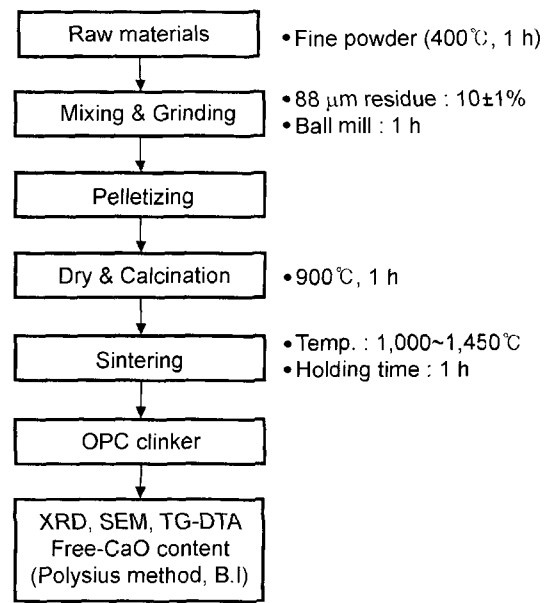 Raw materials
•Fine powder (400℃, 1 h)
Mixing & Grinding
•88 μm residue : 10±1%
•Ball mill : 1 h
Pelletizing
Dry & Calcination
•900℃, 1 h
Sintering
•Temp. : 1,000~1,450℃
•Holding time : 1 h
OPC clinker
XRD, SEM, TG-DTA
Free-CaO content
(Polysius method, B.I)